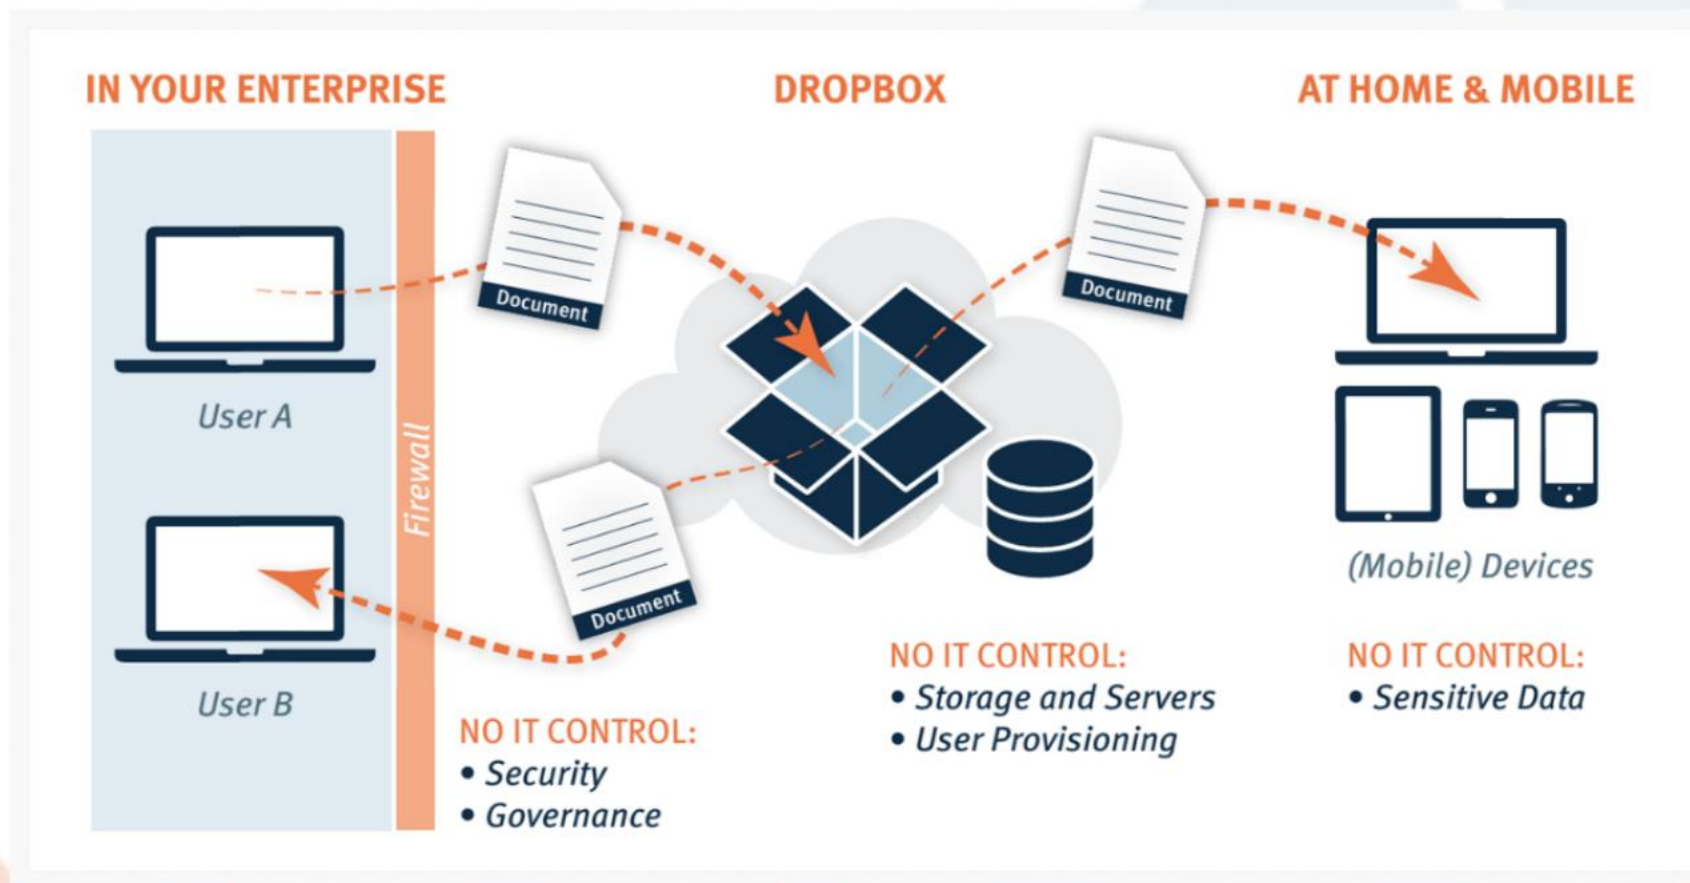 IN YOUR ENTERPRISE
DROPBOX
AT HOME & MOBILE
Document
Document
User A
Firewall
Document
(Mobile) Devices
User B
NO IT CONTROL:
• Security
• Governance
NO IT CONTROL:
• Storage and Servers
• User Provisioning
NO IT CONTROL:
• Sensitive Data